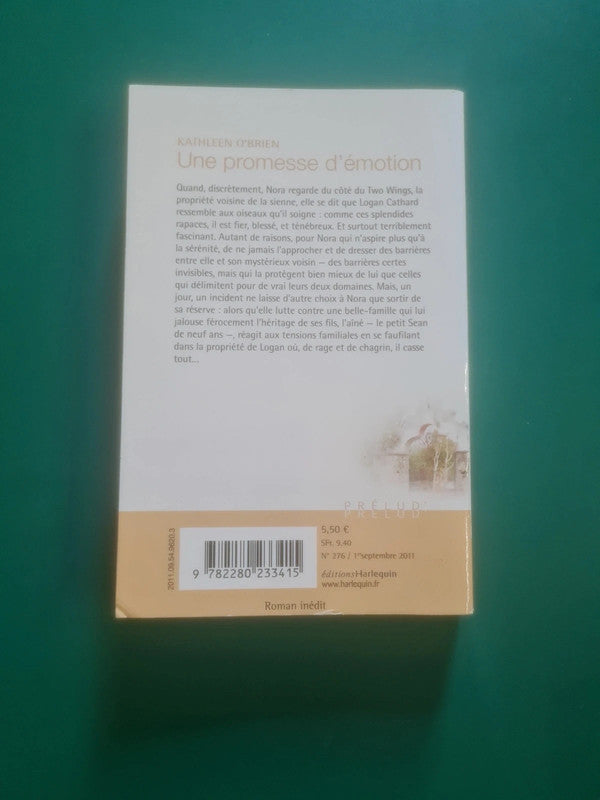 KATHLEEN O'BRIEN
Une promesse d'émotion
Quand, discrètement, Nora regarde du côté du Two Wings, la
propriété voisine de la sienne, elle se dit que Logan Cathard
ressemble aux oiseaux qu'il soigne : comme ces splendides
rapaces, il est fier, blessé, et ténébreux. Et surtout terriblement
fascinant. Autant de raisons, pour Nora qui n'aspire plus qu'à
la sérénité, de ne jamais l'approcher et de dresser des barrières
entre elle et son mystérieux voisin – des barrières certes
invisibles, mais qui la protègent bien mieux de lui que celles
qui délimitent pour de vrai leurs deux domaines. Mais, un
jour, un incident ne laisse d'autre choix à Nora que sortir de
sa réserve : alors qu'elle lutte contre une belle-famille qui lui
jalouse férocement l'héritage de ses fils, l'aîné – le petit Sean
de neuf ans –, réagit aux tensions familiales en se faufilant
dans la propriété de Logan où, de rage et de chagrin, il casse
tout...
PRÉLUD'
PRÉLUD'
2011.09.54.9620.3
9 782280 233415
5,50 €
SFr. 9.40
N° 276 / 1er septembre 2011
éditionsHarlequin
www.harlequin.fr
Roman inédit